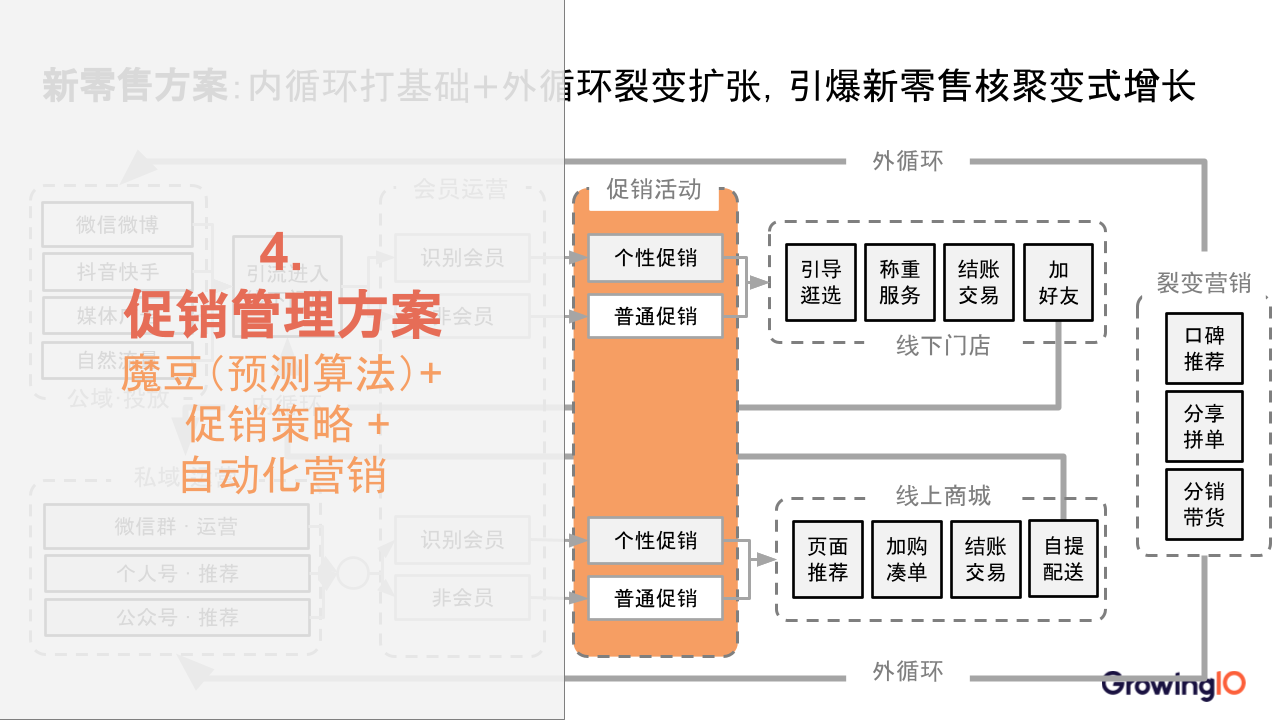 新零售方案：内循环打基础+外循环裂变扩张，引爆新零售核聚变式增长
外循环
会员运营
促销活动
微信微博
抖音快手
自然流量
公域·投放
引流进入
内循环
4.
促销管理方案
魔豆（预测算法）+
促销策略 +
自动化营销
识别会员
非会员
个性促销
普通促销
引导
逛选
称重
服务
结账
交易
加
好友
线下门店
裂变营销
口碑
推荐
分享
拼单
分销
带货
微信群·运营
个人号·推荐
公众号·推荐
识别会员
非会员
个性促销
普通促销
线上商城
页面
推荐
加购
凑单
结账
交易
自提
配送
外循环
GrowingIO